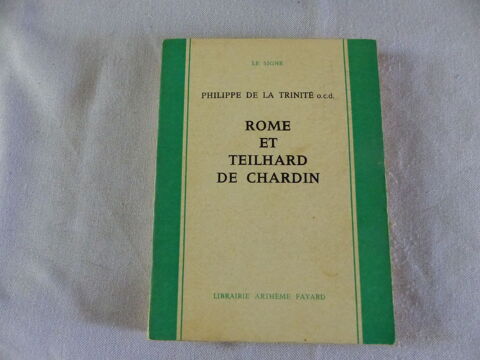 LE SIGNE
PHILIPPE DE LA TRINITÉ o.c.d.
ROME
ET
TEILHARD
DE CHARDIN
LIBRAIRIE ARTHÈME FAYARD